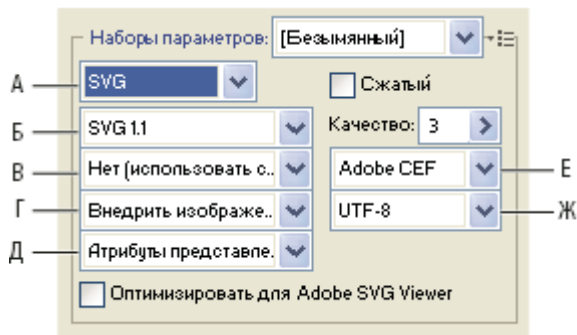 Наборы параметров: [Безымянный]
А SVG Сжатый
Б SVG 1.1 Качество: 3
В Нет (использовать с.. Adobe CEF Е
Г Внедрить изображе.. UTF-8 Ж
Д Атрибуты представле.
Оптимизировать для Adobe SVG Viewer